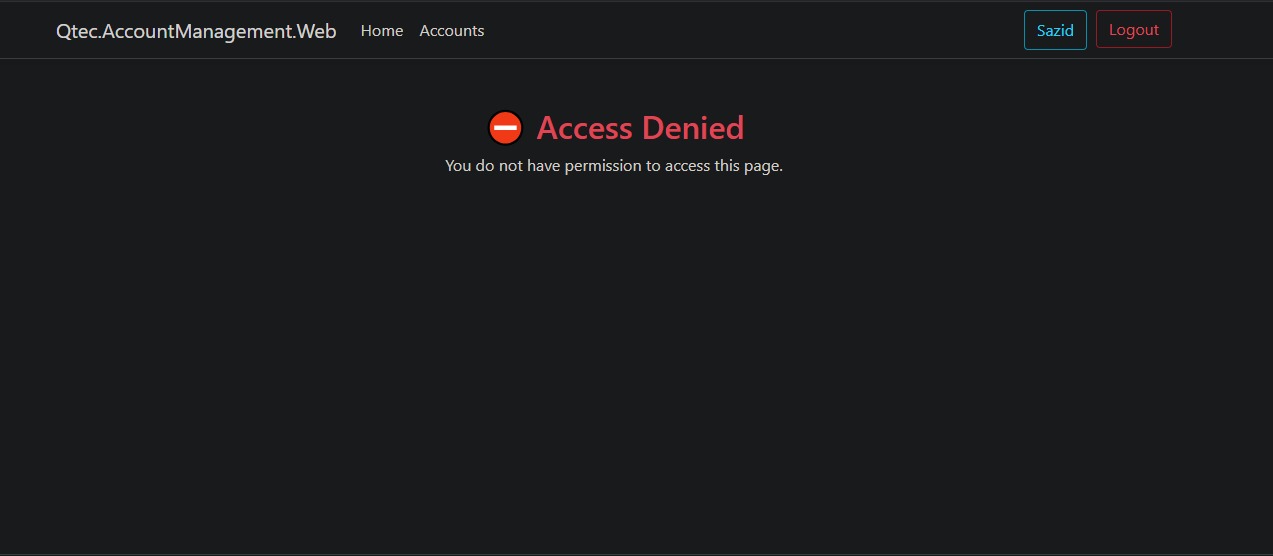 Qtec.AccountManagement.Web Home Accounts Sazid Logout
Access Denied
You do not have permission to access this page.